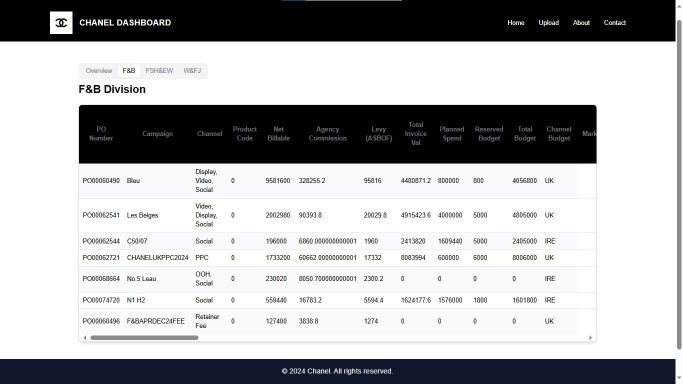 CHANEL DASHBOARD
Home Upload About Contact
Overview F&B FSH&EW W&FJ
F&B Division
PO Number Campaign Channel Product Code Net Billable Agency Commission Levy (ASBOF) Total Invoice Val Planned Spend Reserved Budget Total Budget Channel Budget Mark
PO00060490 Bleu Display, Video, Social 0 9581600 328255.2 95816 4480871.2 800000 800 4056800 UK
PO00062541 Les Beiges Video, Display, Social 0 2002980 90393.8 20029.8 4915423.6 4000000 5000 4805000 UK
PO00062544 C50/07 Social 0 196000 6860.000000000001 1960 2413820 1609440 5000 2405000 IRE
PO00062721 CHANELUKPPC2024 PPC 0 1733200 60662.00000000001 17332 8083994 600000 6000 8006000 UK
PO00068664 No.5 Leau OOH, Social 0 230020 8050.700000000001 2300.2 0 0 0 0 IRE
PO00074720 N1 H2 Social 0 559440 16783.2 5594.4 1624177.6 1576000 1800 1601800 IRE
PO00060496 F&BAPRDEC24FEE Retainer Fee 0 127400 3838.8 1274 0 0 0 0 UK
© 2024 Chanel. All rights reserved.